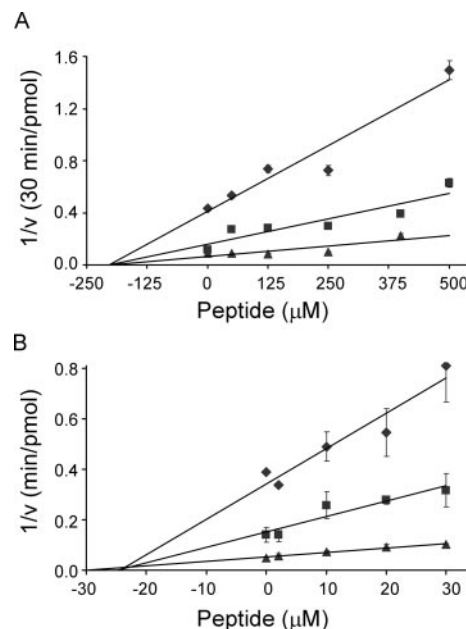 A
1/v (30 min/pmol)
1.6
1.2
0.8
0.4
0.0
-250 -125 0 125 250 375 500
Peptide (μM)
B
1/v (min/pmol)
0.8
0.6
0.4
0.2
0.0
-30 -20 -10 0 10 20 30
Peptide (μM)